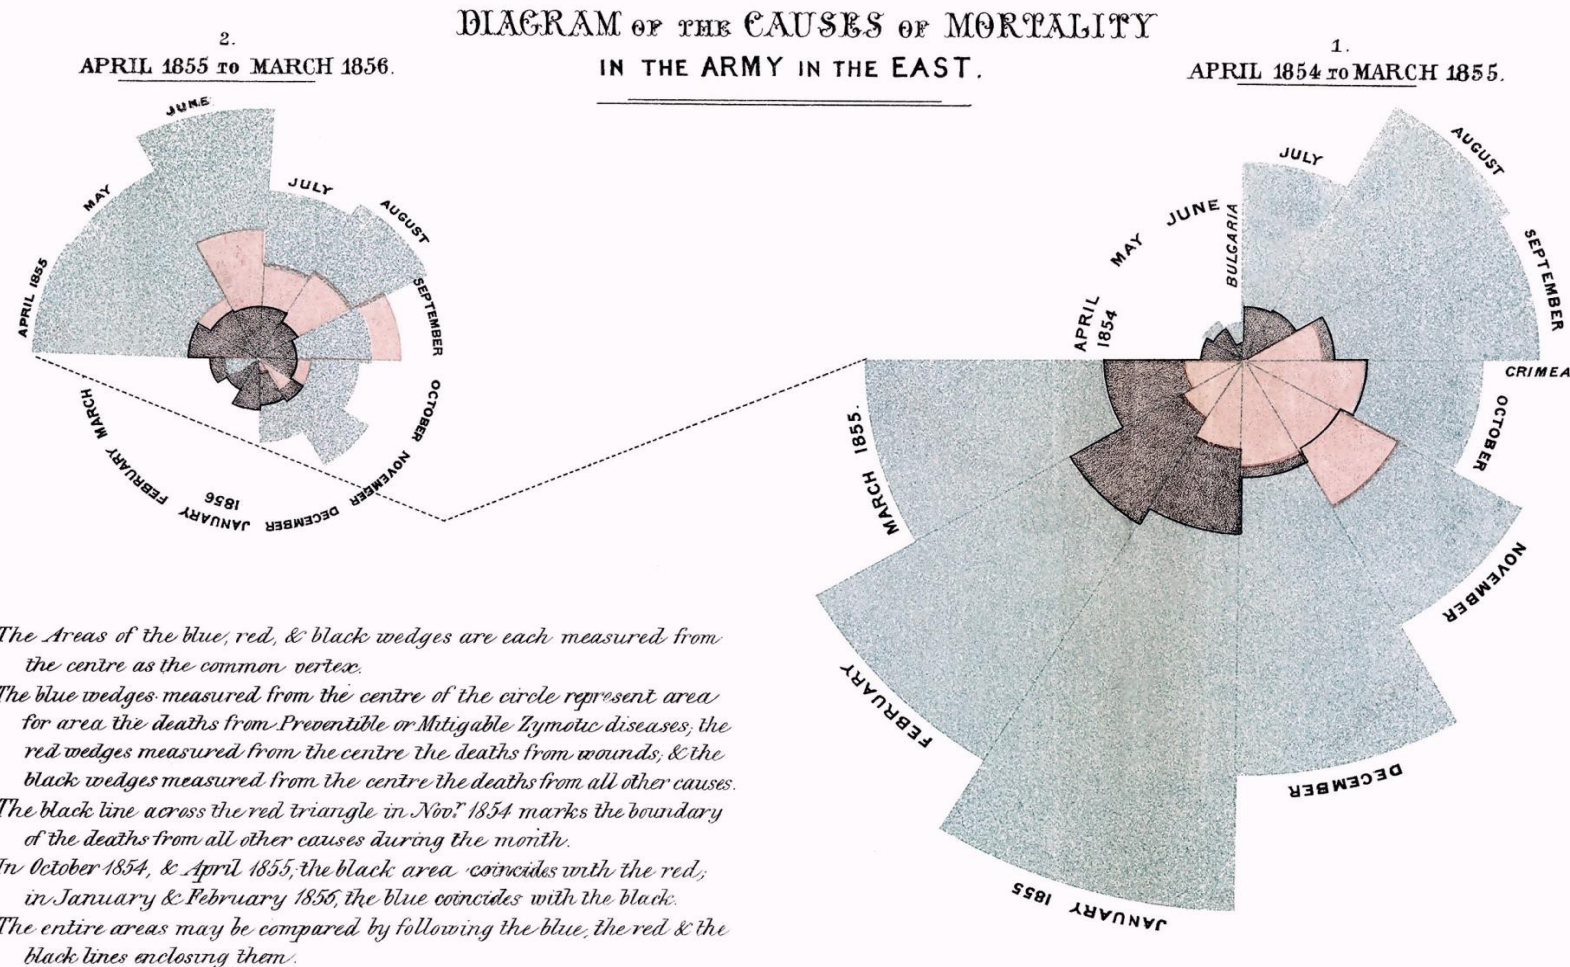 DIAGRAM OF THE CAUSES OF MORTALITY
IN THE ARMY IN THE EAST.
2.
APRIL 1855 TO MARCH 1856.
1.
APRIL 1854 TO MARCH 1855.
APRIL 1855
MAY
JUNE
JULY
AUGUST
SEPTEMBER
OCTOBER
NOVEMBER
DECEMBER
JANUARY
1856
FEBRUARY
MARCH
APRIL
1854
MAY
JUNE
BULGARIA
JULY
AUGUST
SEPTEMBER
CRIMEA
OCTOBER
NOVEMBER
DECEMBER
JANUARY 1855
FEBRUARY
MARCH 1855.
The Areas of the blue, red, & black wedges are each measured from
the centre as the common vertex.
The blue wedges measured from the centre of the circle represent area
for area the deaths from Preventible or Mitigable Zymotic diseases; the
red wedges measured from the centre the deaths from wounds; & the
black wedges measured from the centre the deaths from all other causes.
The black line across the red triangle in Novr. 1854 marks the boundary
of the deaths from all other causes during the month.
In October 1854, & April 1855, the black area coincides with the red;
in January & February 1856, the blue coincides with the black.
The entire areas may be compared by following the blue, the red & the
black lines enclosing them.